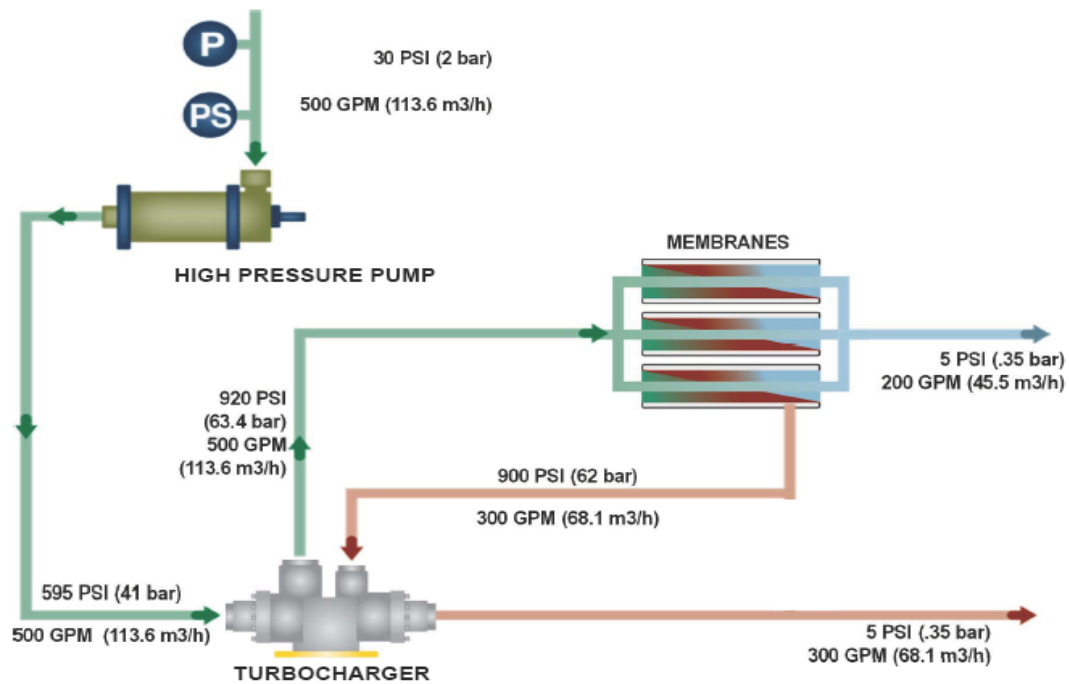 P
30 PSI (2 bar)
PS
500 GPM (113.6 m3/h)
HIGH PRESSURE PUMP
MEMBRANES
5 PSI (.35 bar)
200 GPM (45.5 m3/h)
920 PSI
(63.4 bar)
500 GPM
(113.6 m3/h)
900 PSI (62 bar)
300 GPM (68.1 m3/h)
595 PSI (41 bar)
500 GPM (113.6 m3/h)
5 PSI (.35 bar)
300 GPM (68.1 m3/h)
TURBOCHARGER